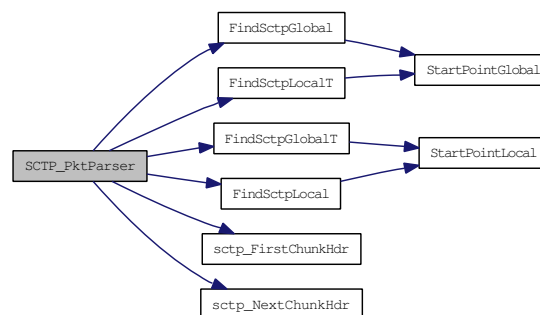 FindSctpGlobal
StartPointGlobal
FindSctpLocalT
FindSctpGlobalT
StartPointLocal
SCTP_PktParser
FindSctpLocal
sctp_FirstChunkHdr
sctp_NextChunkHdr